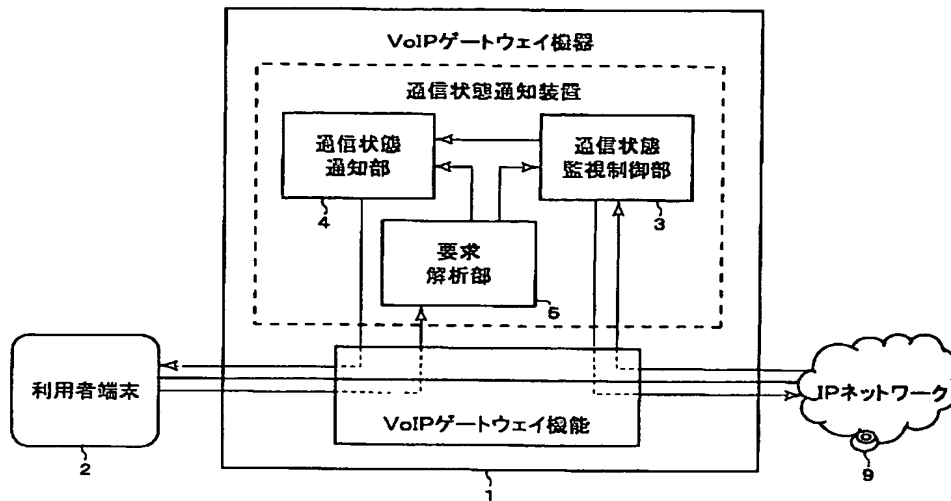 VoIPゲートウェイ機器
通信状態通知装置
通信状態
通知部
4
通信状態
監視制御部
3
要求
解析部
5
利用者端末
2
VoIPゲートウェイ機能
IPネットワーク
9
1